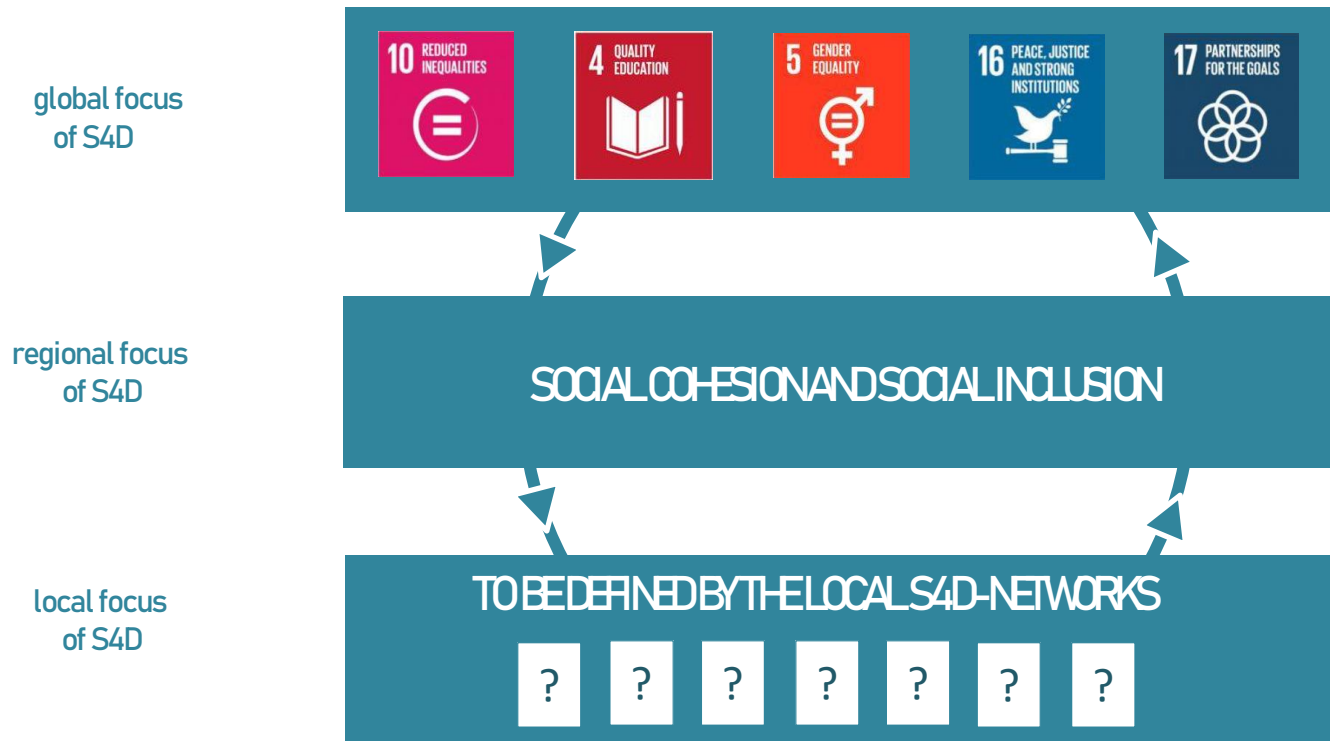 global focus
of S4D
10 REDUCED
INEQUALITIES
4 QUALITY
EDUCATION
5 GENDER
EQUALITY
16 PEACE, JUSTICE
AND STRONG
INSTITUTIONS
17 PARTNERSHIPS
FOR THE GOALS
regional focus
of S4D
SOCIAL COHESION AND SOCIAL INCLUSION
local focus
of S4D
TO BE DEFINED BY THE LOCAL S4D-NETWORKS
? ? ? ? ? ? ?